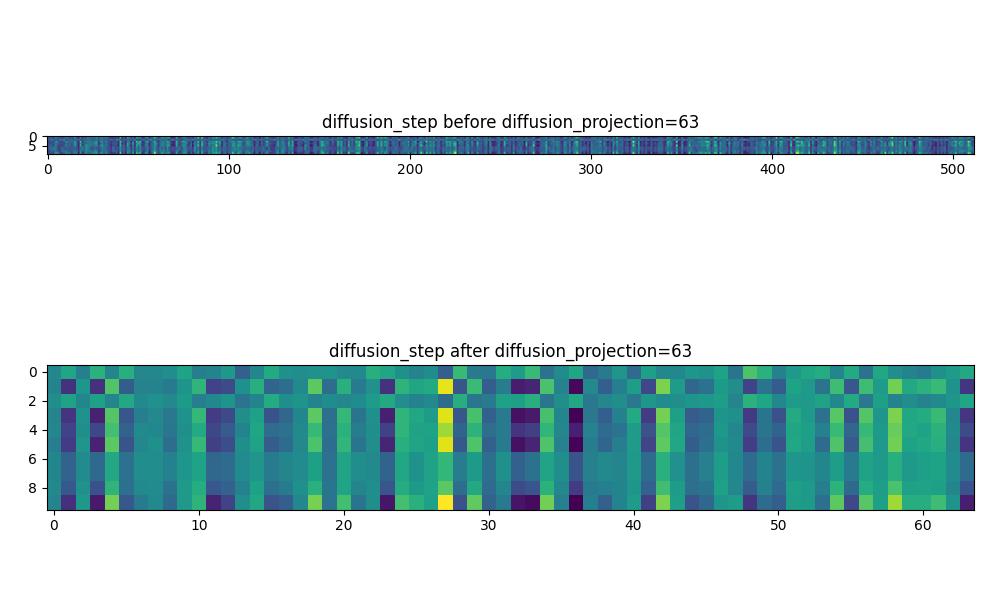 diffusion_step before diffusion_projection=63
0
5
0 100 200 300 400 500
diffusion_step after diffusion_projection=63
0
2
4
6
8
0 10 20 30 40 50 60